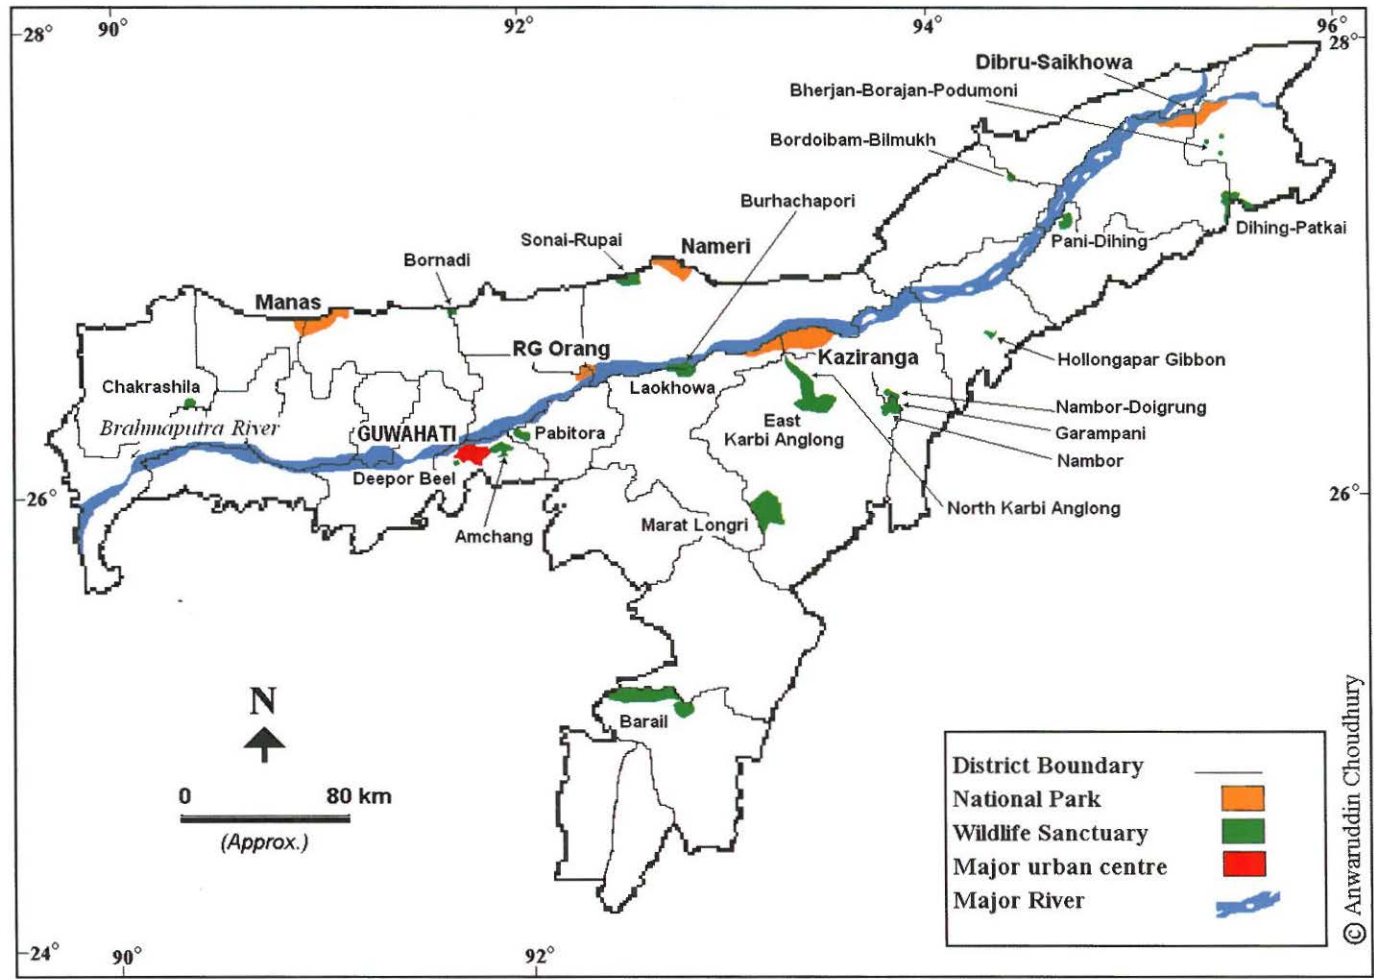 90° 92° 94° 96°
28° 28°
Dibru-Saikhowa
Bherjan-Borajan-Podumoni
Bordoibam-Bilmukh
Burhachapori
Sonai-Rupai
Nameri
Pani-Dihing
Dihing-Patkai
Bornadi
Manas
RG Orang
Kaziranga
Hollongapar Gibbon
Chakrashila
Laokhowa
Nambor-Doigrung
Brahmaputra River
GUWAHATI
Pabitora
East
Karbi Anglong
Garampani
Nambor
Deepor Beel
26° 26°
North Karbi Anglong
Amchang
Marat Longri
N
Barail
0 80 km
(Approx.)
District Boundary
National Park
Wildlife Sanctuary
Major urban centre
Major River
24° 90° 92°
© Anwaruddin Choudhury